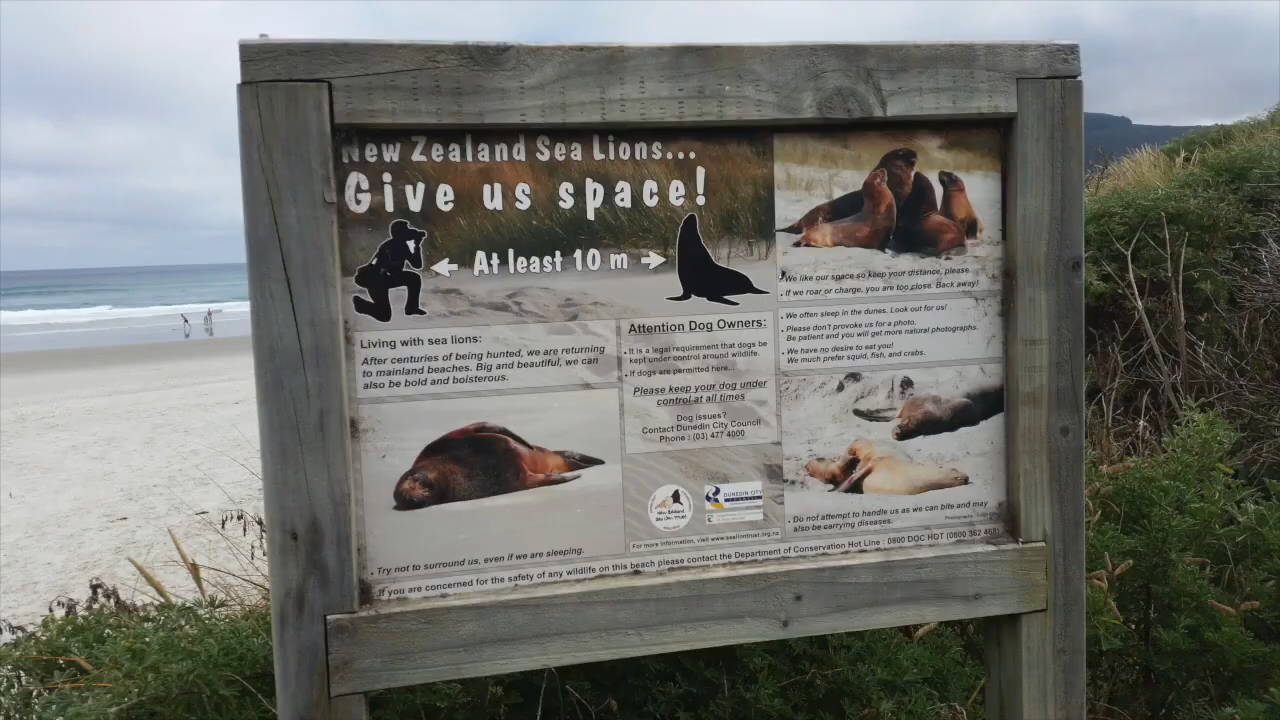 New Zealand Sea Lions...
Give us space!
At least 10 m
• We like our space so keep your distance, please.
• If we roar or charge, you are too close. Back away!
• We often sleep in the dunes. Look out for us!
• Please don't provoke us for a photo.
Be patient and you will get more natural photographs.
• We have no desire to eat you!
We much prefer squid, fish, and crabs.
Living with sea lions:
After centuries of being hunted, we are returning
to mainland beaches. Big and beautiful, we can
also be bold and boisterous.
Attention Dog Owners:
• It is a legal requirement that dogs be
kept under control around wildlife.
• If dogs are permitted here...
Please keep your dog under
control at all times
Dog issues?
Contact Dunedin City Council
Phone : (03) 477 4000
New Zealand
Sea Lion Trust
DUNEDIN CITY
COUNCIL
• Do not attempt to handle us as we can bite and may
also be carrying diseases.
Photographs :
• Try not to surround us, even if we are sleeping.
For more information, visit www.sealiontrust.org.nz
If you are concerned for the safety of any wildlife on this beach please contact the Department of Conservation Hot Line : 0800 DOC HOT (0800 362 468)